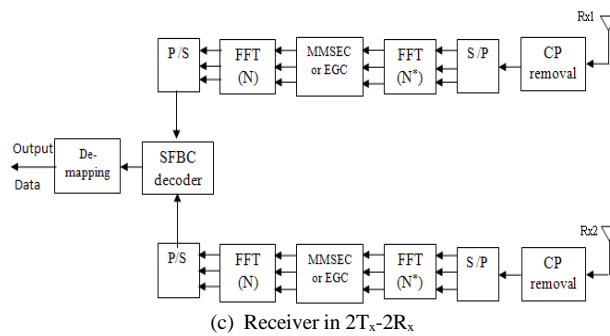 Rx1
P/S
FFT
(N)
MMSEC
or EGC
FFT
(N*)
S/P
CP
removal
Output
Data
De-
mapping
SFBC
decoder
Rx2
P/S
FFT
(N)
MMSEC
or EGC
FFT
(N*)
S/P
CP
removal
(c) Receiver in 2Tx-2Rx